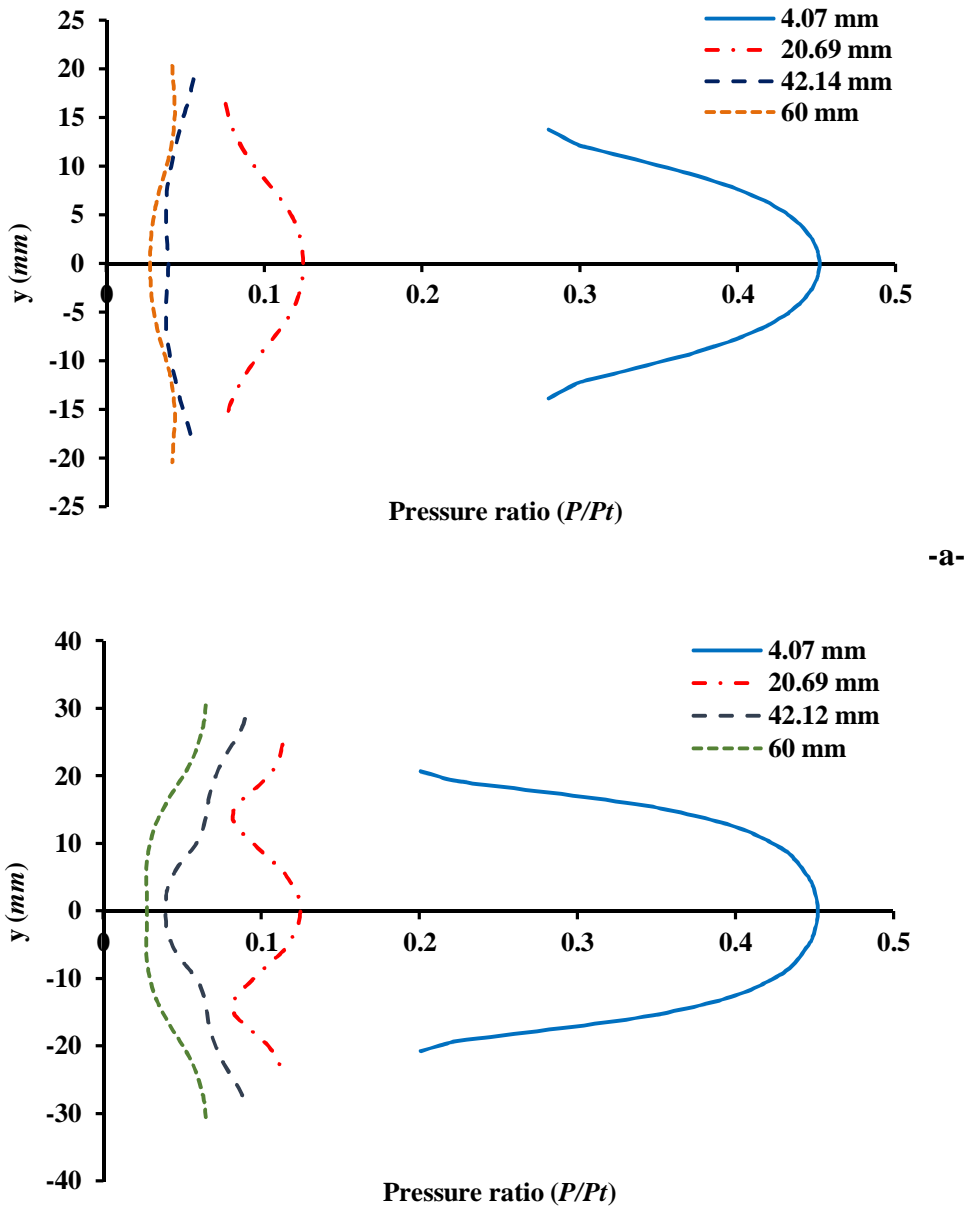 4.07 mm
20.69 mm
42.14 mm
60 mm
25
20
15
10
5
0
-5
-10
-15
-20
-25
y (mm)
0 0.1 0.2 0.3 0.4 0.5
Pressure ratio (P/Pt)
-a-
4.07 mm
20.69 mm
42.12 mm
60 mm
40
30
20
10
0
-10
-20
-30
-40
y (mm)
0 0.1 0.2 0.3 0.4 0.5
Pressure ratio (P/Pt)